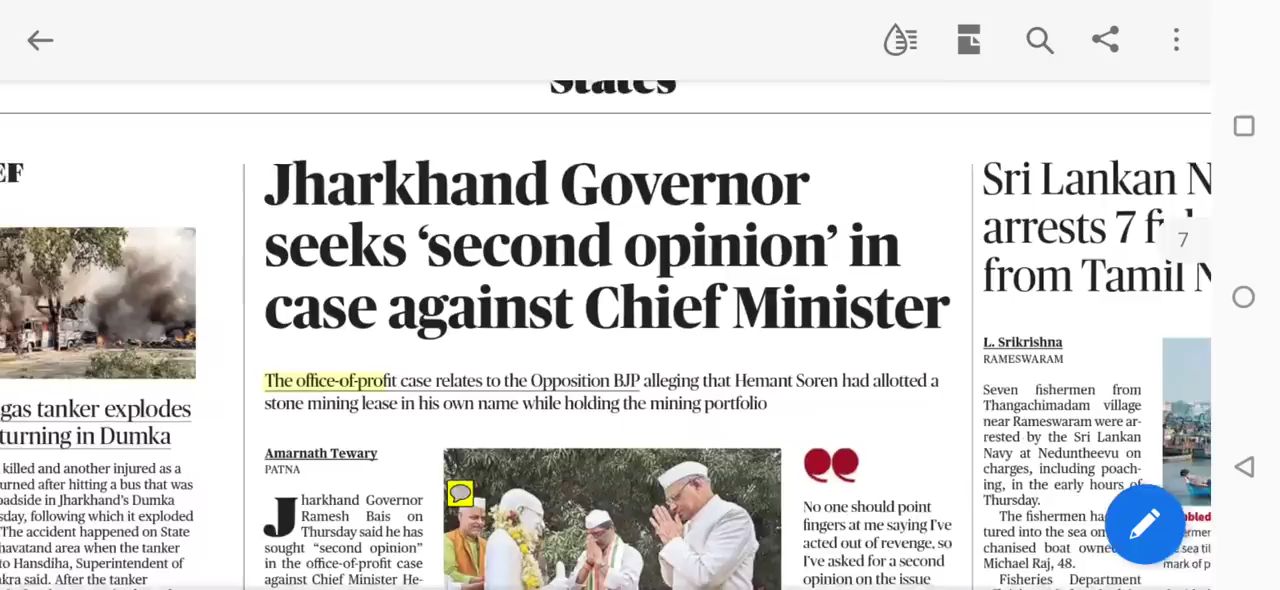 States
EF
gas tanker explodes
turning in Dumka
killed and another injured as a
urned after hitting a bus that was
oadside in Jharkhand's Dumka
sday, following which it exploded
The accident happened on State
havatand area when the tanker
to Hansdiha, Superintendent of
kra said. After the tanker
Jharkhand Governor
seeks ‘second opinion’ in
case against Chief Minister
The office-of-profit case relates to the Opposition BJP alleging that Hemant Soren had allotted a
stone mining lease in his own name while holding the mining portfolio
Amarnath Tewary
PATNA
Jharkhand Governor
Ramesh Bais on
Thursday said he has
sought “second opinion”
in the office-of-profit case
against Chief Minister He-
No one should point
fingers at me saying I’ve
acted out of revenge, so
I’ve asked for a second
opinion on the issue
Sri Lankan N
arrests 7 fi
from Tamil N
7
L. Srikrishna
RAMESWARAM
Seven fishermen from
Thangachimadam village
near Rameswaram were ar-
rested by the Sri Lankan
Navy at Neduntheevu on
charges, including poach-
ing, in the early hours of
Thursday.
The fishermen ha
tured into the sea on
chanised boat owne
Michael Raj, 48.
Fisheries Department
bled
ermer
sea til
mark of p